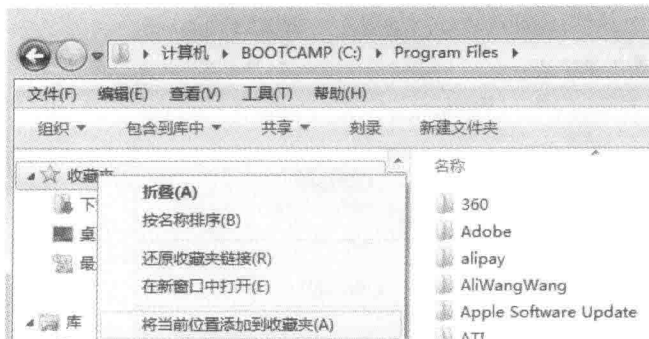 计算机 BOOTCAMP (C:) Program Files
文件(F) 编辑(E) 查看(V) 工具(T) 帮助(H)
组织 包含到库中 共享 刻录 新建文件夹
收藏夹
下
桌
最
库
折叠(A)
按名称排序(B)
还原收藏夹链接(R)
在新窗口中打开(E)
将当前位置添加到收藏夹(A)
名称
360
Adobe
alipay
AliWangWang
Apple Software Update
ATI